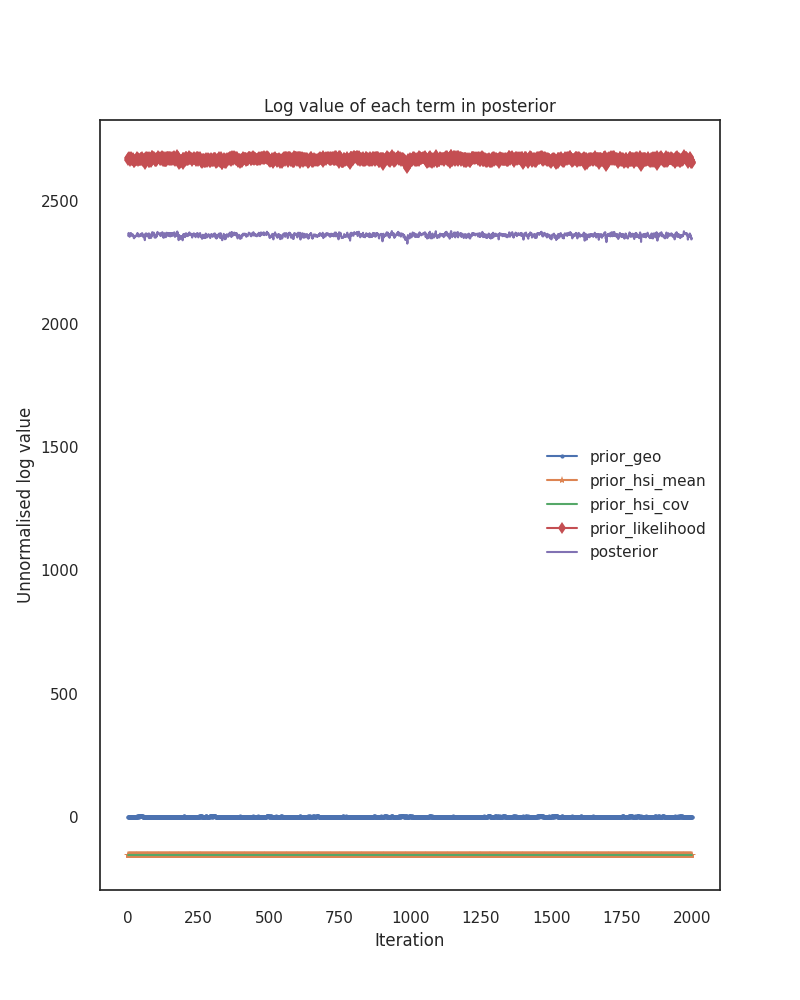 Log value of each term in posterior
Unnormalised log value
2500
2000
1500
1000
500
0
prior_geo
prior_hsi_mean
prior_hsi_cov
prior_likelihood
posterior
0 250 500 750 1000 1250 1500 1750 2000
Iteration